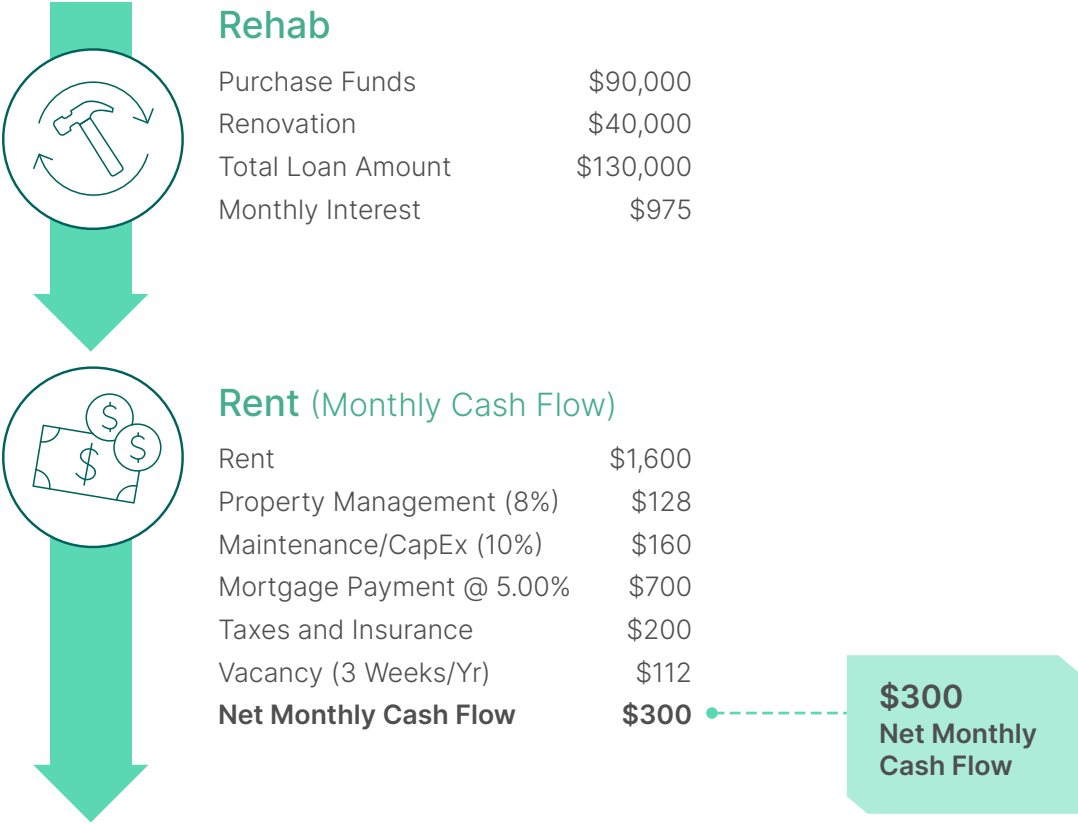 Rehab
Purchase Funds $90,000
Renovation $40,000
Total Loan Amount $130,000
Monthly Interest $975
Rent (Monthly Cash Flow)
Rent $1,600
Property Management (8%) $128
Maintenance/CapEx (10%) $160
Mortgage Payment @ 5.00% $700
Taxes and Insurance $200
Vacancy (3 Weeks/Yr) $112
Net Monthly Cash Flow $300
$300
Net Monthly
Cash Flow
$
$
$